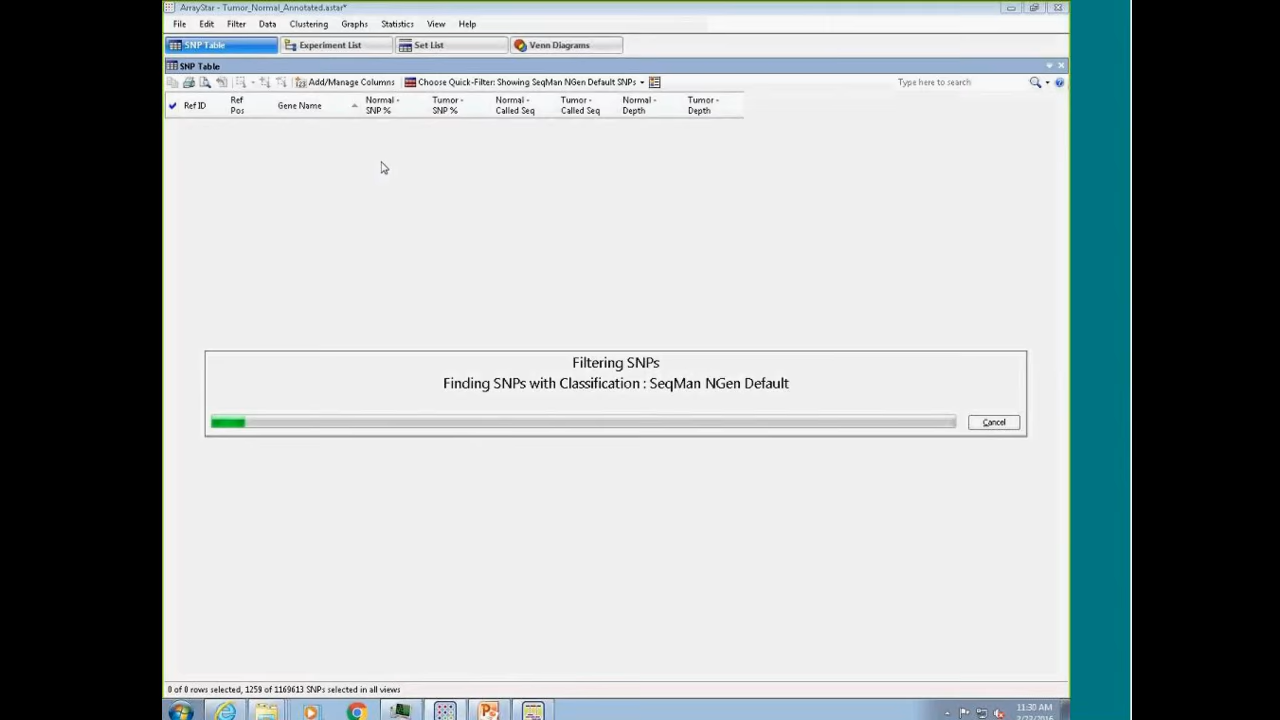 ArrayStar - Tumor_Normal_Annotated.astar*
File Edit Filter Data Clustering Graphs Statistics View Help
SNP Table Experiment List Set List Venn Diagrams
SNP Table
Add/Manage Columns Choose Quick-Filter: Showing SeqMan NGen Default SNPs Type here to search
Ref ID Ref Pos Gene Name Normal - SNP % Tumor - SNP % Normal - Called Seq Tumor - Called Seq Normal - Depth Tumor - Depth
Filtering SNPs
Finding SNPs with Classification : SeqMan NGen Default
Cancel
0 of 0 rows selected, 1259 of 1169613 SNPs selected in all views
11:30 AM